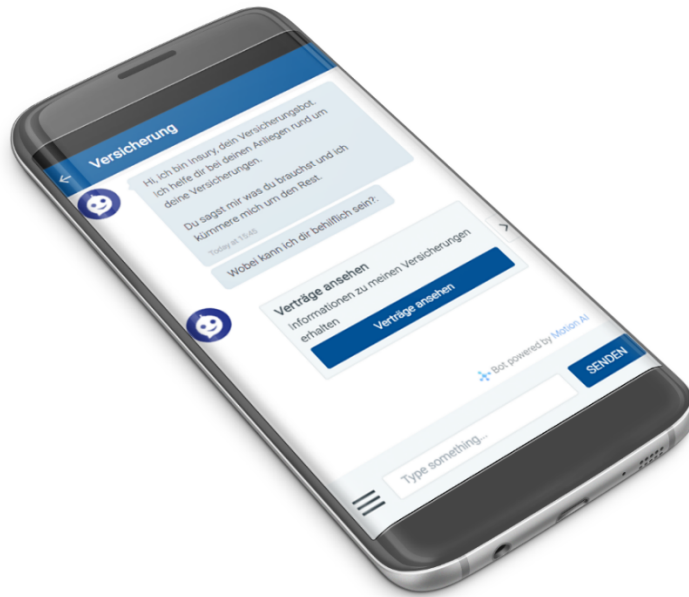 Versicherung
Hi, ich bin Insury, dein Versicherungsbot.
Ich helfe dir bei deinen Anliegen rund um
deine Versicherungen.
Du sagst mir was du brauchst und ich
kümmere mich um den Rest.
Today at 15:45
Wobei kann ich dir behilflich sein?
Verträge ansehen
Informationen zu meinen Versicherungen
erhalten
Verträge ansehen
Bot powered by Motion AI
Type something...
SENDEN